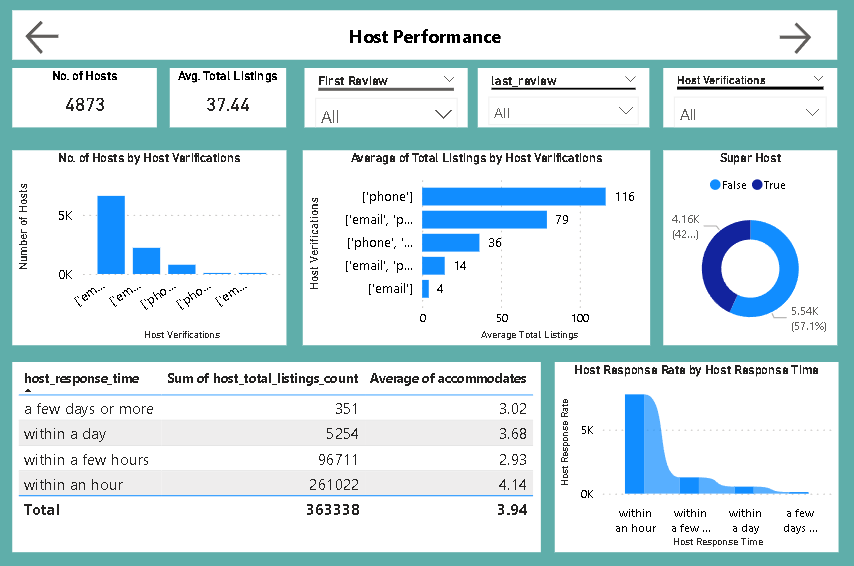 Host Performance
No. of Hosts
4873
Avg. Total Listings
37.44
First Review
All
last_review
All
Host Verifications
All
No. of Hosts by Host Verifications
Number of Hosts
5K
0K
['em...
['em...
['pho...
['pho...
['em...
Host Verifications
Average of Total Listings by Host Verifications
Host Verifications
['phone']
116
['email', 'p...
79
['phone', '...
36
['email', 'p...
14
['email']
4
0
50
100
Average Total Listings
Super Host
False
True
4.16K
(42...)
5.54K
(57.1%)
host_response_time Sum of host_total_listings_count Average of accommodates
a few days or more 351 3.02
within a day 5254 3.68
within a few hours 96711 2.93
within an hour 261022 4.14
Total 363338 3.94
Host Response Rate by Host Response Time
Host Response Rate
5K
0K
within
an hour
within
a few ...
within
a day
a few
days ...
Host Response Time